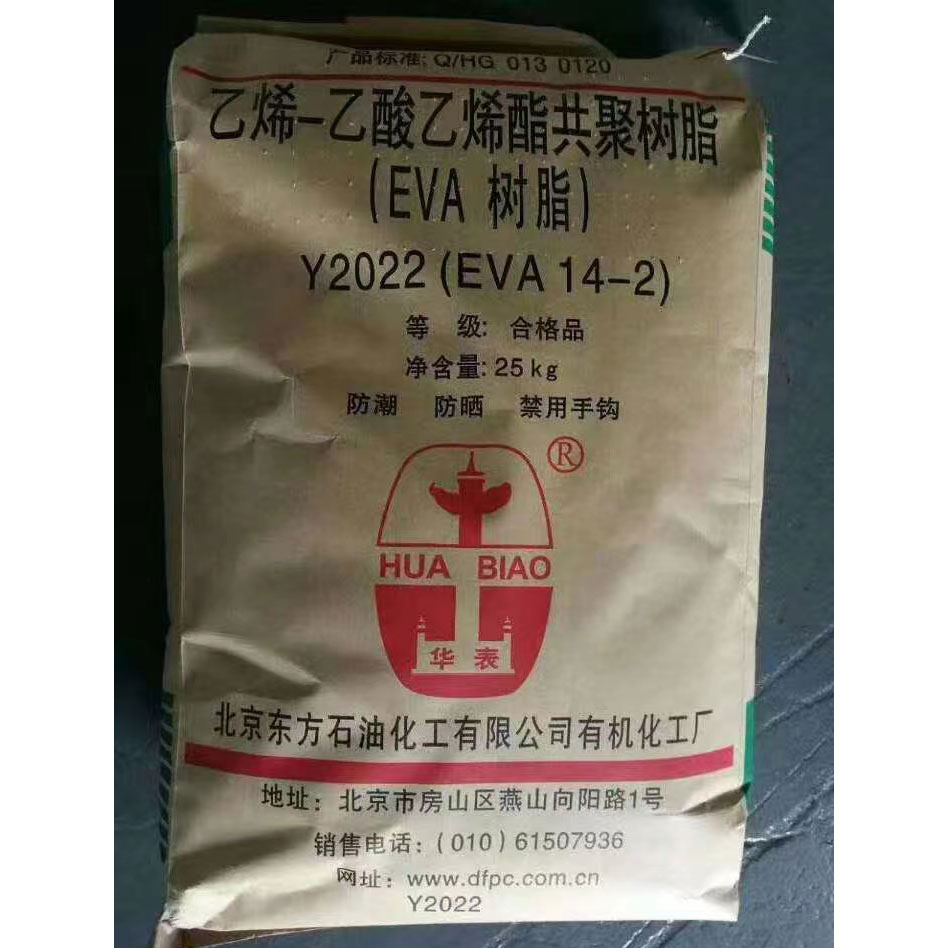 产品标准: Q/HG 013 0120
乙烯-乙酸乙烯酯共聚树脂
(EVA 树脂)
Y2022 (EVA 14-2)
等 级: 合格品
净含量: 25kg
防潮 防晒 禁用手钩
®
HUA BIAO
华表
北京东方石油化工有限公司有机化工厂
地址: 北京市房山区燕山向阳路1号
销售电话: (010) 61507936
网址: www.dfpc.com.cn
Y2022